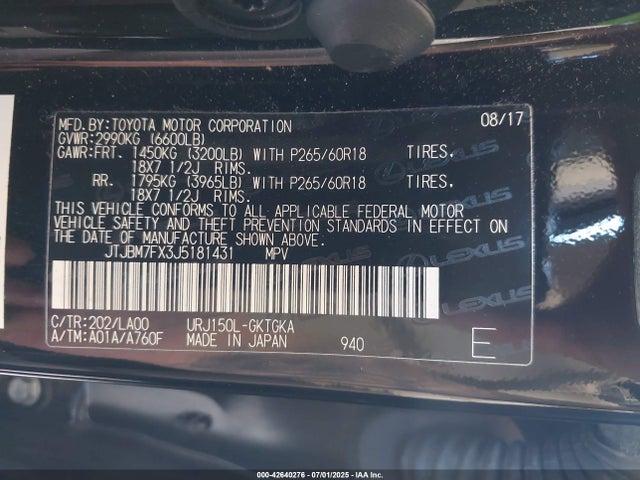 MFD.BY:TOYOTA MOTOR CORPORATION 08/17
GVWR:2990KG (6600LB)
GAWR:FRT. 1450KG (3200LB) WITH P265/60R18 TIRES.
18X7 1/2J RIMS.
RR. 1795KG (3965LB) WITH P265/60R18 TIRES.
18X7 1/2J RIMS.
THIS VEHICLE CONFORMS TO ALL APPLICABLE FEDERAL MOTOR
VEHICLE SAFETY AND THEFT PREVENTION STANDARDS IN EFFECT ON
THE DATE OF MANUFACTURE SHOWN ABOVE.
JTJBM7FX3J5181431 MPV
C/TR:202/LA00 URJ150L-GKTGKA
A/TM:A01A/A760F MADE IN JAPAN 940 E
LEXUS
LEXUS
000-42640276 - 07/01/2025 - IAA Inc.